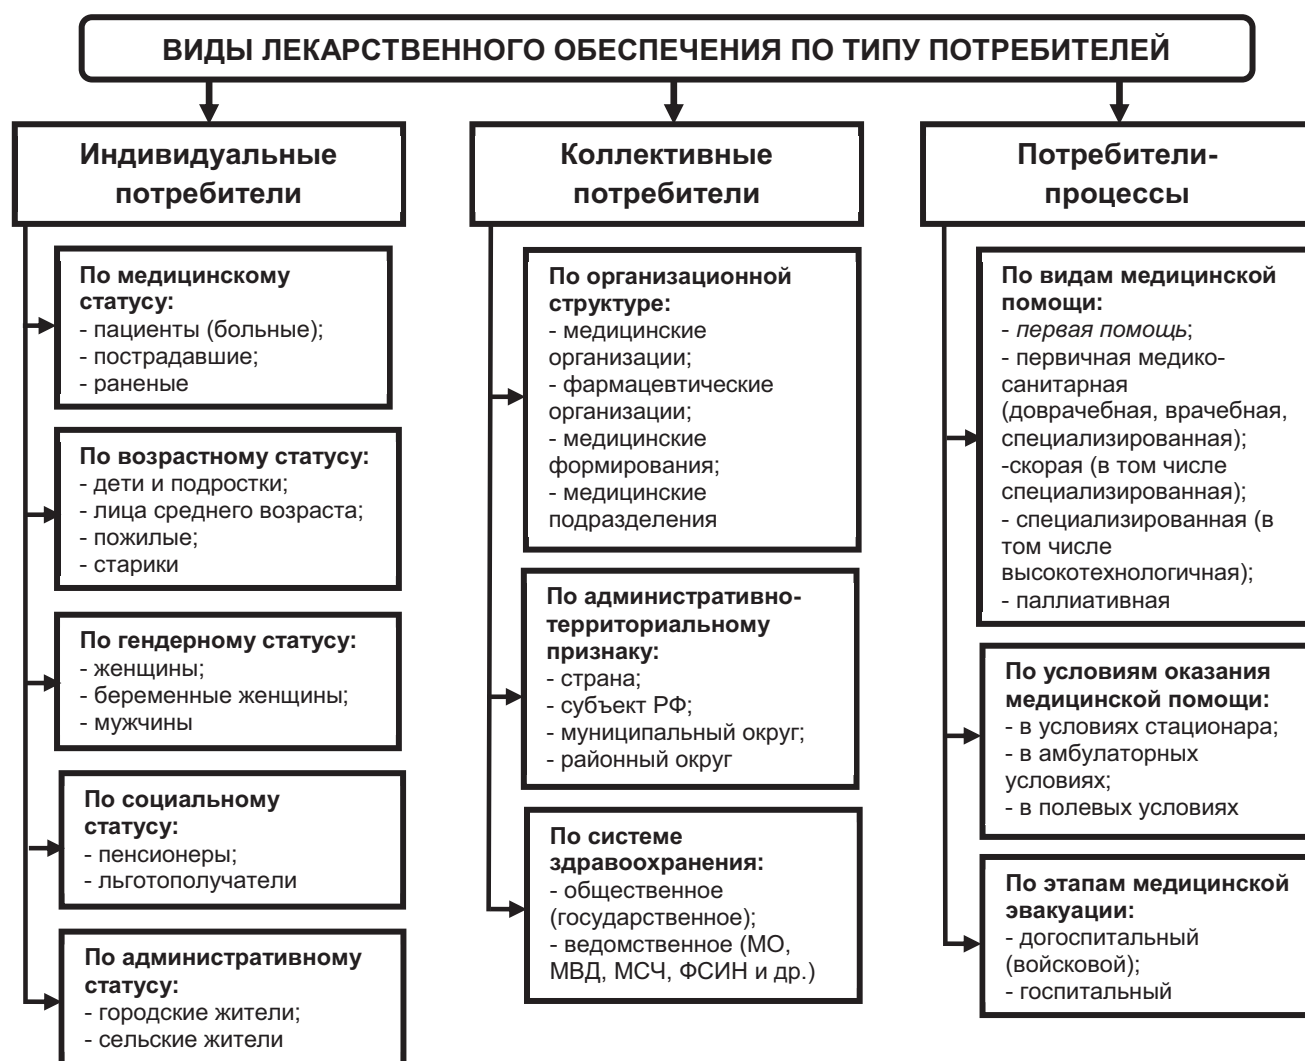 ВИДЫ ЛЕКАРСТВЕННОГО ОБЕСПЕЧЕНИЯ ПО ТИПУ ПОТРЕБИТЕЛЕЙ
Индивидуальные
потребители
По медицинскому
статусу:
- пациенты (больные);
- пострадавшие;
- раненые
По возрастному статусу:
- дети и подростки;
- лица среднего возраста;
- пожилые;
- старики
По гендерному статусу:
- женщины;
- беременные женщины;
- мужчины
По социальному
статусу:
- пенсионеры;
- льготополучатели
По административному
статусу:
- городские жители;
- сельские жители
Коллективные
потребители
По организационной
структуре:
- медицинские
организации;
- фармацевтические
организации;
- медицинские
формирования;
- медицинские
подразделения
По административно-
территориальному
признаку:
- страна;
- субъект РФ;
- муниципальный округ;
- районный округ
По системе
здравоохранения:
- общественное
(государственное);
- ведомственное (МО,
МВД, МСЧ, ФСИН и др.)
Потребители-
процессы
По видам медицинской
помощи:
- первая помощь;
- первичная медико-
санитарная
(доврачебная, врачебная,
специализированная);
-скорая (в том числе
специализированная);
- специализированная (в
том числе
высокотехнологичная);
- паллиативная
По условиям оказания
медицинской помощи:
- в условиях стационара;
- в амбулаторных
условиях;
- в полевых условиях
По этапам медицинской
эвакуации:
- догоспитальный
(войсковой);
- госпитальный